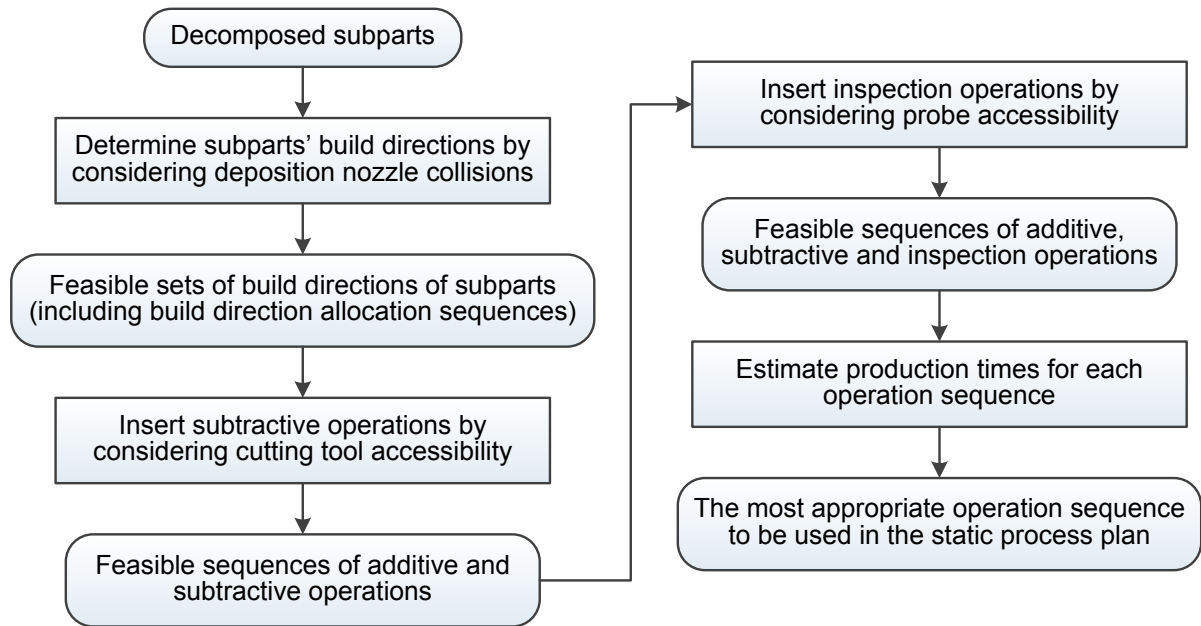 Decomposed subparts
Determine subparts’ build directions by
considering deposition nozzle collisions
Feasible sets of build directions of subparts
(including build direction allocation sequences)
Insert subtractive operations by
considering cutting tool accessibility
Feasible sequences of additive and
subtractive operations
Insert inspection operations by
considering probe accessibility
Feasible sequences of additive,
subtractive and inspection operations
Estimate production times for each
operation sequence
The most appropriate operation sequence
to be used in the static process plan